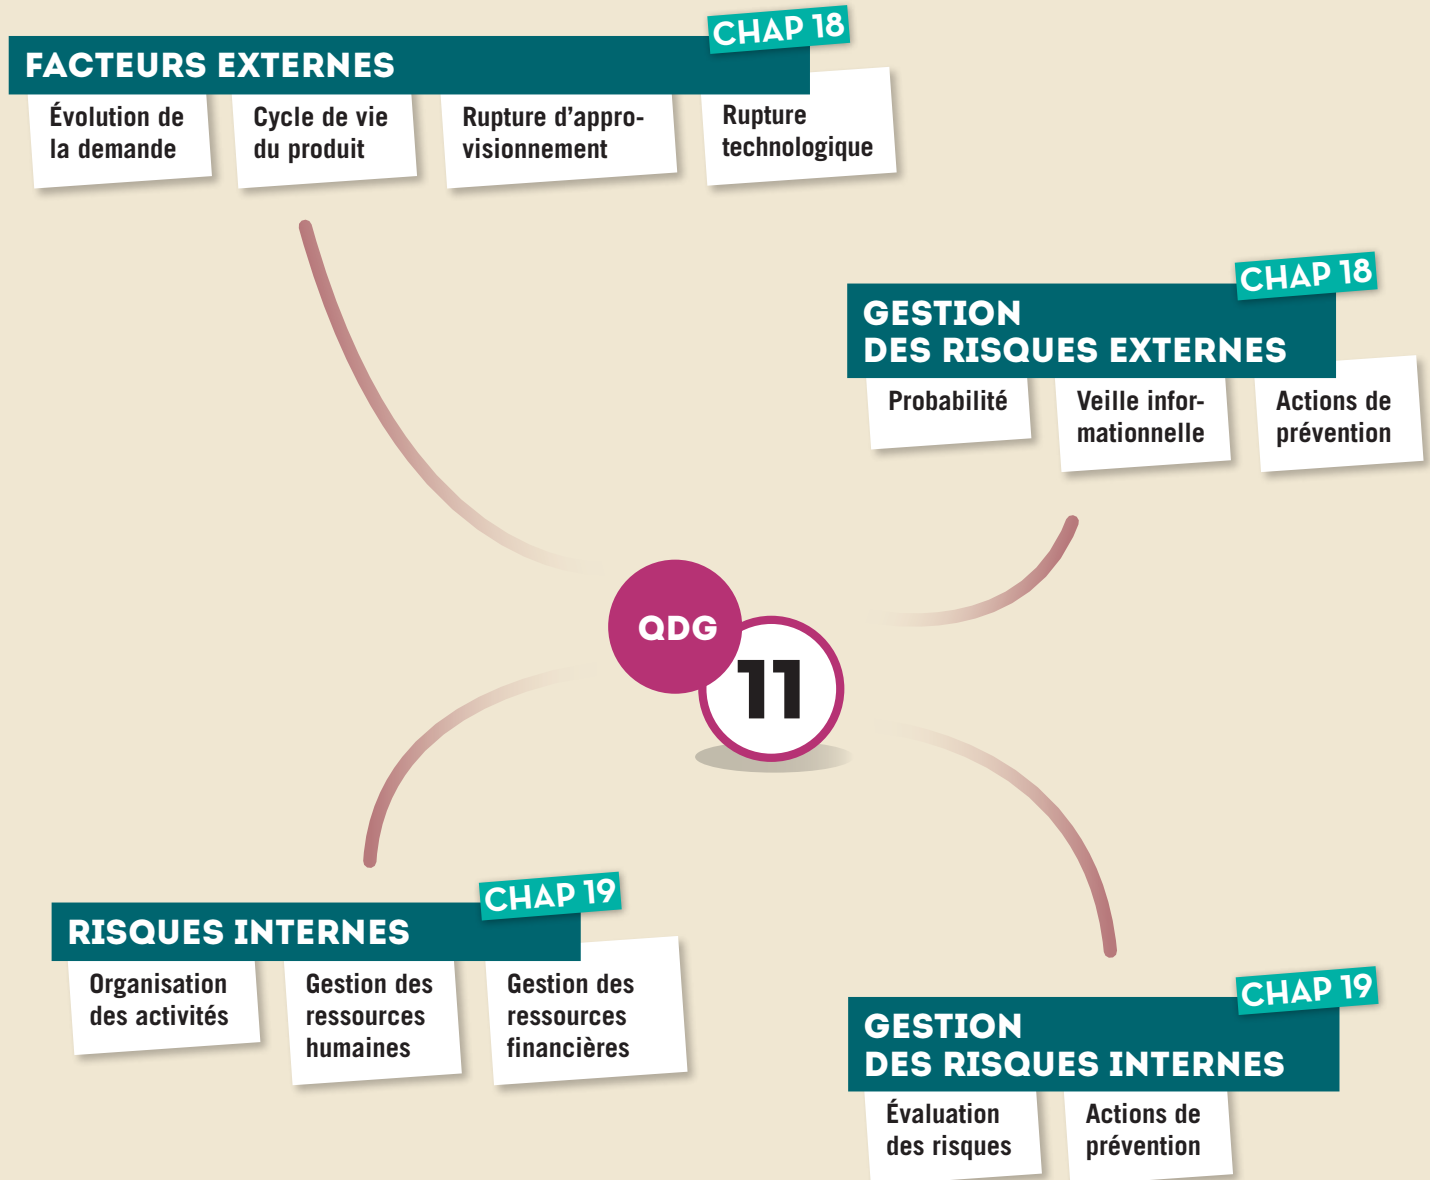 CHAP 18
FACTEURS EXTERNES
Évolution de
la demande
Cycle de vie
du produit
Rupture d'appro-
visionnement
Rupture
technologique
CHAP 18
GESTION
DES RISQUES EXTERNES
Probabilité
Veille infor-
mationnelle
Actions de
prévention
QDG
11
CHAP 19
RISQUES INTERNES
Organisation
des activités
Gestion des
ressources
humaines
Gestion des
ressources
financières
CHAP 19
GESTION
DES RISQUES INTERNES
Évaluation
des risques
Actions de
prévention